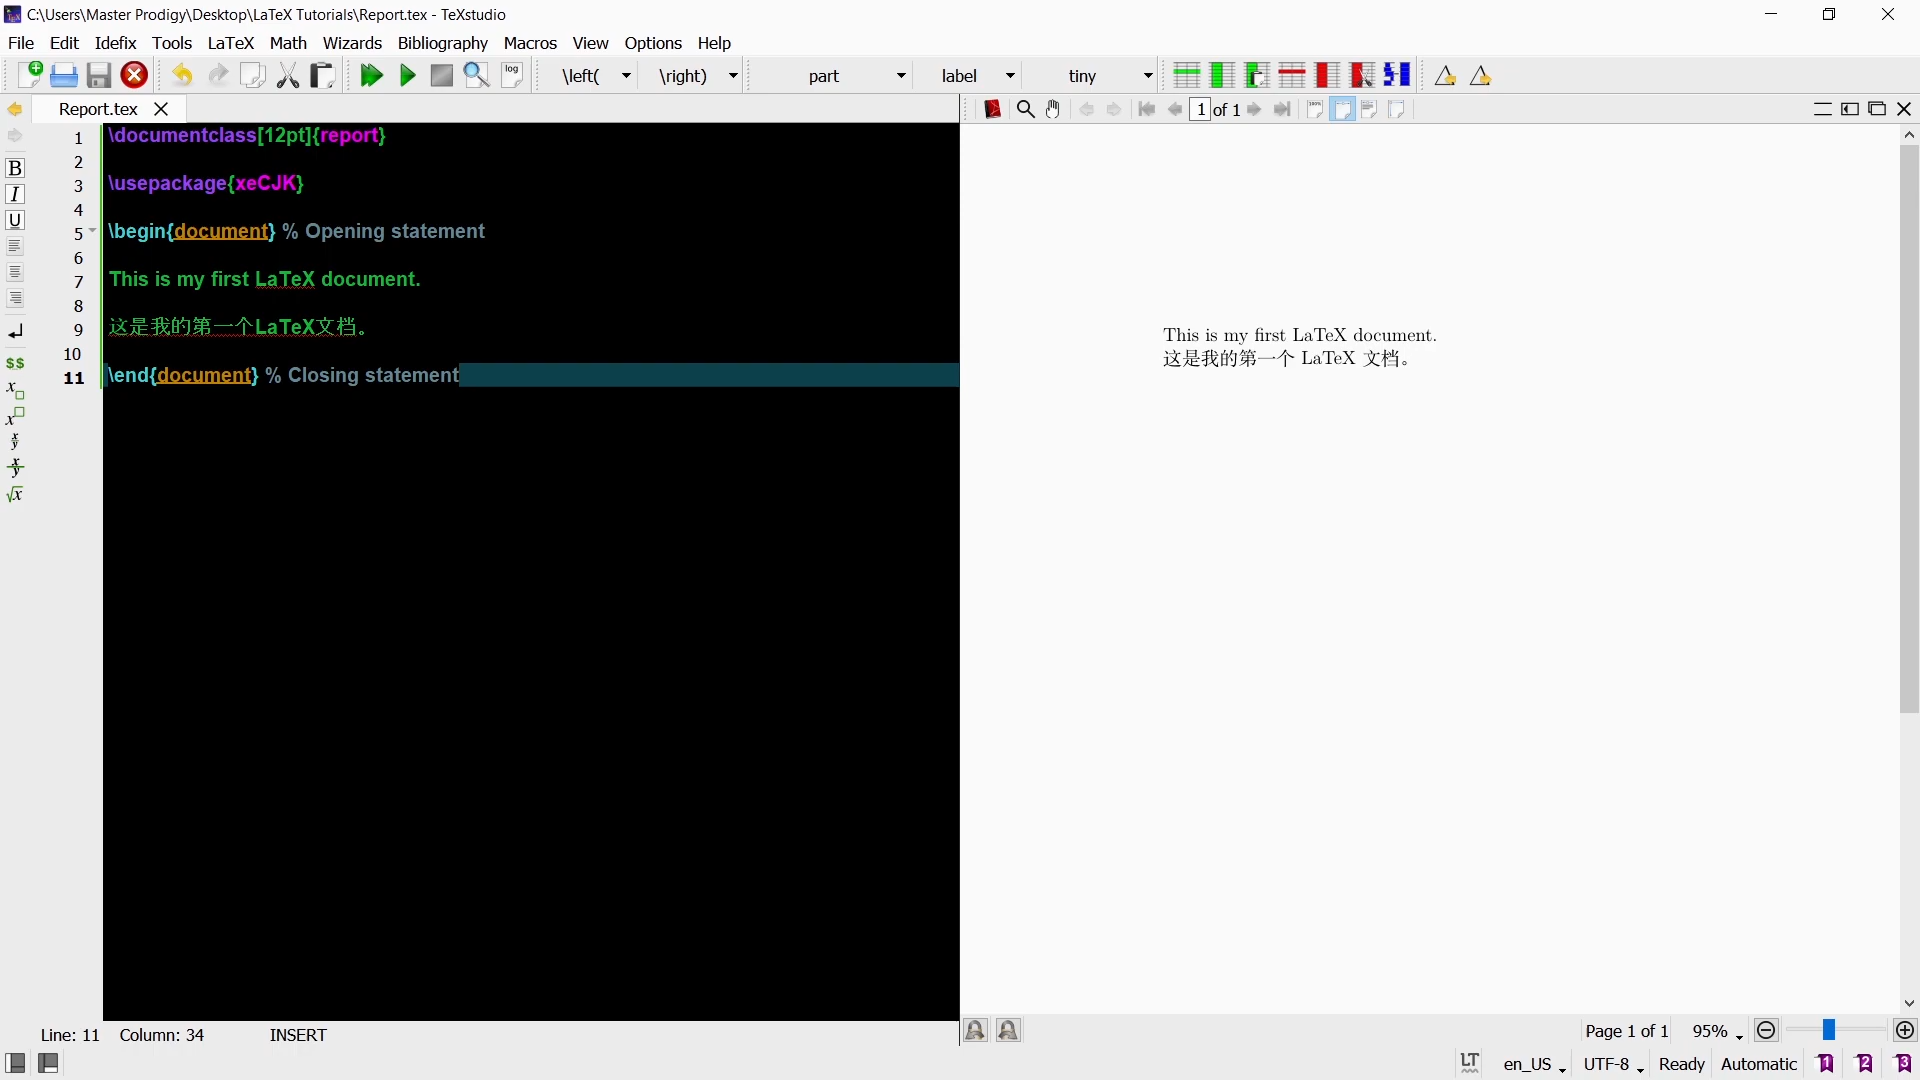 C:\Users\Master Prodigy\Desktop\LaTeX Tutorials\Report.tex - TeXstudio
File Edit Idefix Tools LaTeX Math Wizards Bibliography Macros View Options Help
log \left( \right) part label tiny
Report.tex
1 of 1
1 \documentclass[12pt]{report}
2
3 \usepackage{xeCJK}
4
5 \begin{document} % Opening statement
6
7 This is my first LaTeX document.
8
9 这是我的第一个LaTeX文档。
10
11 \end{document} % Closing statement
B
I
U
$$
x
x
x/y
x/y
√x
This is my first LaTeX document.
这是我的第一个 LaTeX 文档。
Line: 11 Column: 34 INSERT
Page 1 of 1 95%
LT en_US UTF-8 Ready Automatic 1 2 3